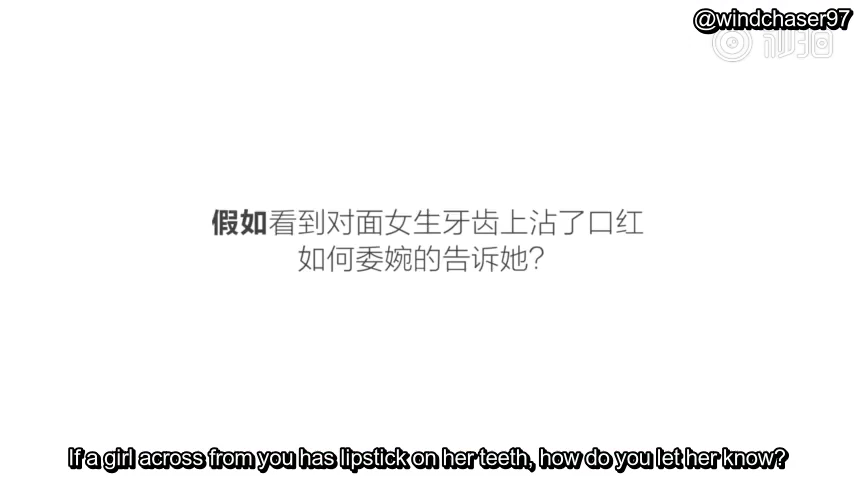 @windchaser97
秒拍
假如看到对面女生牙齿上沾了口红
如何委婉的告诉她?
If a girl across from you has lipstick on her teeth, how do you let her know?